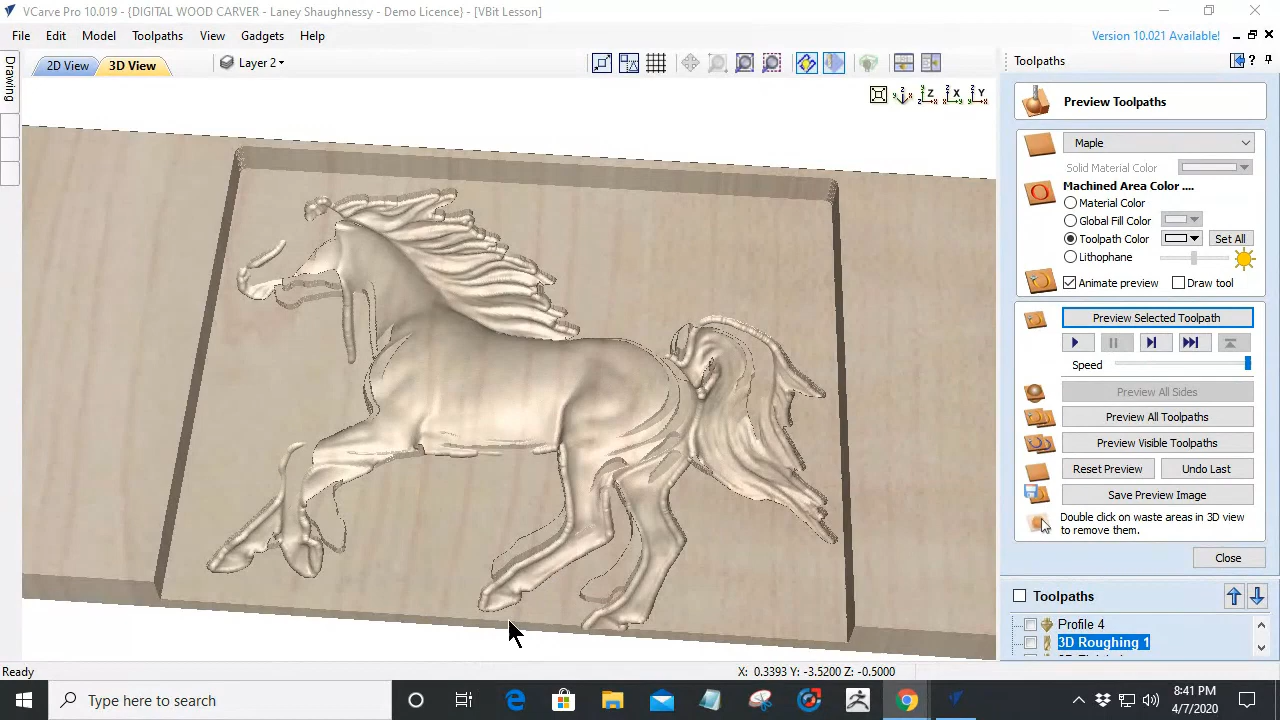 VCarve Pro 10.019 - {DIGITAL WOOD CARVER - Laney Shaughnessy - Demo Licence} - [VBit Lesson]
File Edit Model Toolpaths View Gadgets Help
Version 10.021 Available!
Drawing
2D View
3D View
Layer 2
Z X Y
Toolpaths
Preview Toolpaths
Maple
Solid Material Color
Machined Area Color ....
Material Color
Global Fill Color
Toolpath Color
Set All
Lithophane
Animate preview
Draw tool
Preview Selected Toolpath
Speed
Preview All Sides
Preview All Toolpaths
Preview Visible Toolpaths
Reset Preview
Undo Last
Save Preview Image
Double click on waste areas in 3D view
to remove them.
Close
Toolpaths
Profile 4
3D Roughing 1
Ready
X: 0.3393 Y: -3.5200 Z: -0.5000
Type here to search
8:41 PM
4/7/2020